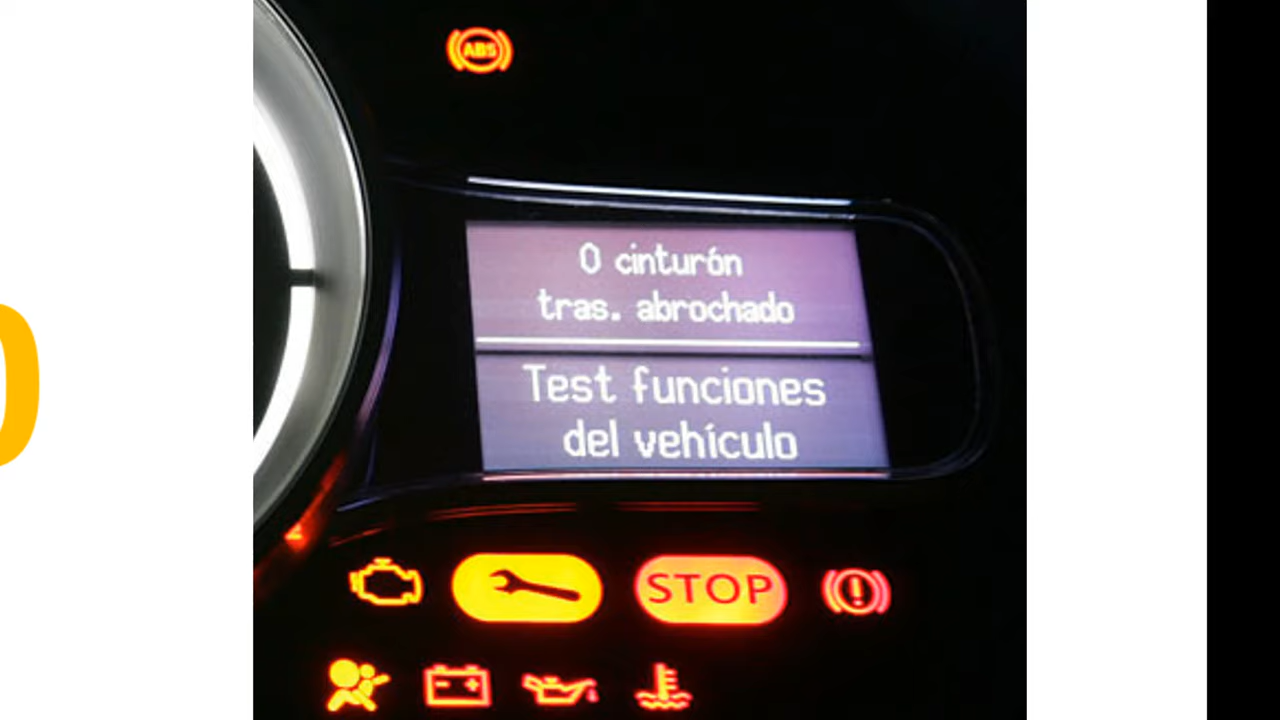 ABS
0 cinturón
tras. abrochado
Test funciones
del vehículo
STOP